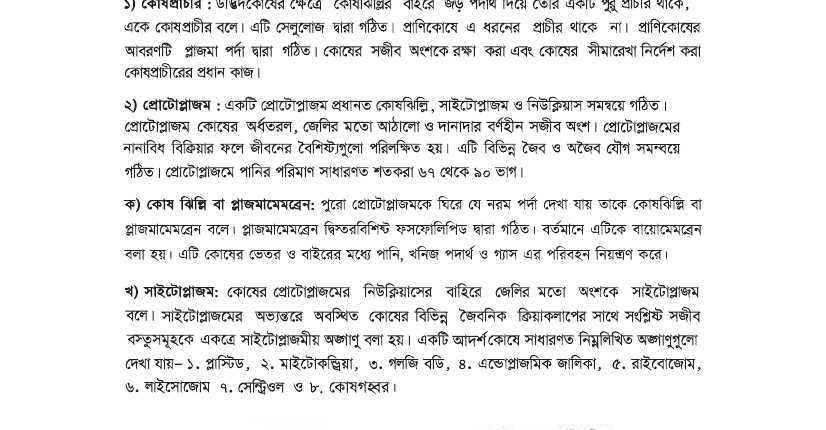 ১) কোষপ্রাচীর : উদ্ভিদকোষের ক্ষেত্রে কোষঝিল্লির বাইরে জড় পদার্থ দিয়ে তৈরি একটি পুরু প্রাচীর থাকে,
একে কোষপ্রাচীর বলে। এটি সেলুলোজ দ্বারা গঠিত। প্রাণিকোষে এ ধরনের প্রাচীর থাকে না। প্রাণিকোষের
আবরণটি প্লাজমা পর্দা দ্বারা গঠিত। কোষের সজীব অংশকে রক্ষা করা এবং কোষের সীমারেখা নির্দেশ করা
কোষপ্রাচীরের প্রধান কাজ।
২) প্রোটোপ্লাজম : একটি প্রোটোপ্লাজম প্রধানত কোষঝিল্লি, সাইটোপ্লাজম ও নিউক্লিয়াস সমন্বয়ে গঠিত।
প্রোটোপ্লাজম কোষের অর্ধতরল, জেলির মতো আঠালো ও দানাদার বর্ণহীন সজীব অংশ। প্রোটোপ্লাজমের
নানাবিধ বিক্রিয়ার ফলে জীবনের বৈশিষ্ট্যগুলো পরিলক্ষিত হয়। এটি বিভিন্ন জৈব ও অজৈব যৌগ সমন্বয়ে
গঠিত। প্রোটোপ্লাজমে পানির পরিমাণ সাধারণত শতকরা ৬৭ থেকে ৯০ ভাগ।
ক) কোষ ঝিল্লি বা প্লাজমামেমব্রেন: পুরো প্রোটোপ্লাজমকে ঘিরে যে নরম পর্দা দেখা যায় তাকে কোষঝিল্লি বা
প্লাজমামেমব্রেন বলে। প্লাজমামেমব্রেন দ্বিস্তরবিশিষ্ট ফসফোলিপিড দ্বারা গঠিত। বর্তমানে এটিকে বায়োমেমব্রেন
বলা হয়। এটি কোষের ভেতর ও বাইরের মধ্যে পানি, খনিজ পদার্থ ও গ্যাস এর পরিবহন নিয়ন্ত্রণ করে।
খ) সাইটোপ্লাজম: কোষের প্রোটোপ্লাজমের নিউক্লিয়াসের বাহিরে জেলির মতো অংশকে সাইটোপ্লাজম
বলে। সাইটোপ্লাজমের অভ্যন্তরে অবস্থিত কোষের বিভিন্ন জৈবনিক ক্রিয়াকলাপের সাথে সংশ্লিষ্ট সজীব
বস্তুসমূহকে একত্রে সাইটোপ্লাজমীয় অঙ্গাণু বলা হয়। একটি আদর্শ কোষে সাধারণত নিম্নলিখিত অঙ্গাণুগুলো
দেখা যায়– ১. প্লাস্টিড, ২. মাইটোকন্ড্রিয়া, ৩. গলজি বডি, ৪. এন্ডোপ্লাজমিক জালিকা, ৫. রাইবোজোম,
৬. লাইসোজোম ৭. সেন্ট্রিওল ও ৮. কোষগহ্বর।